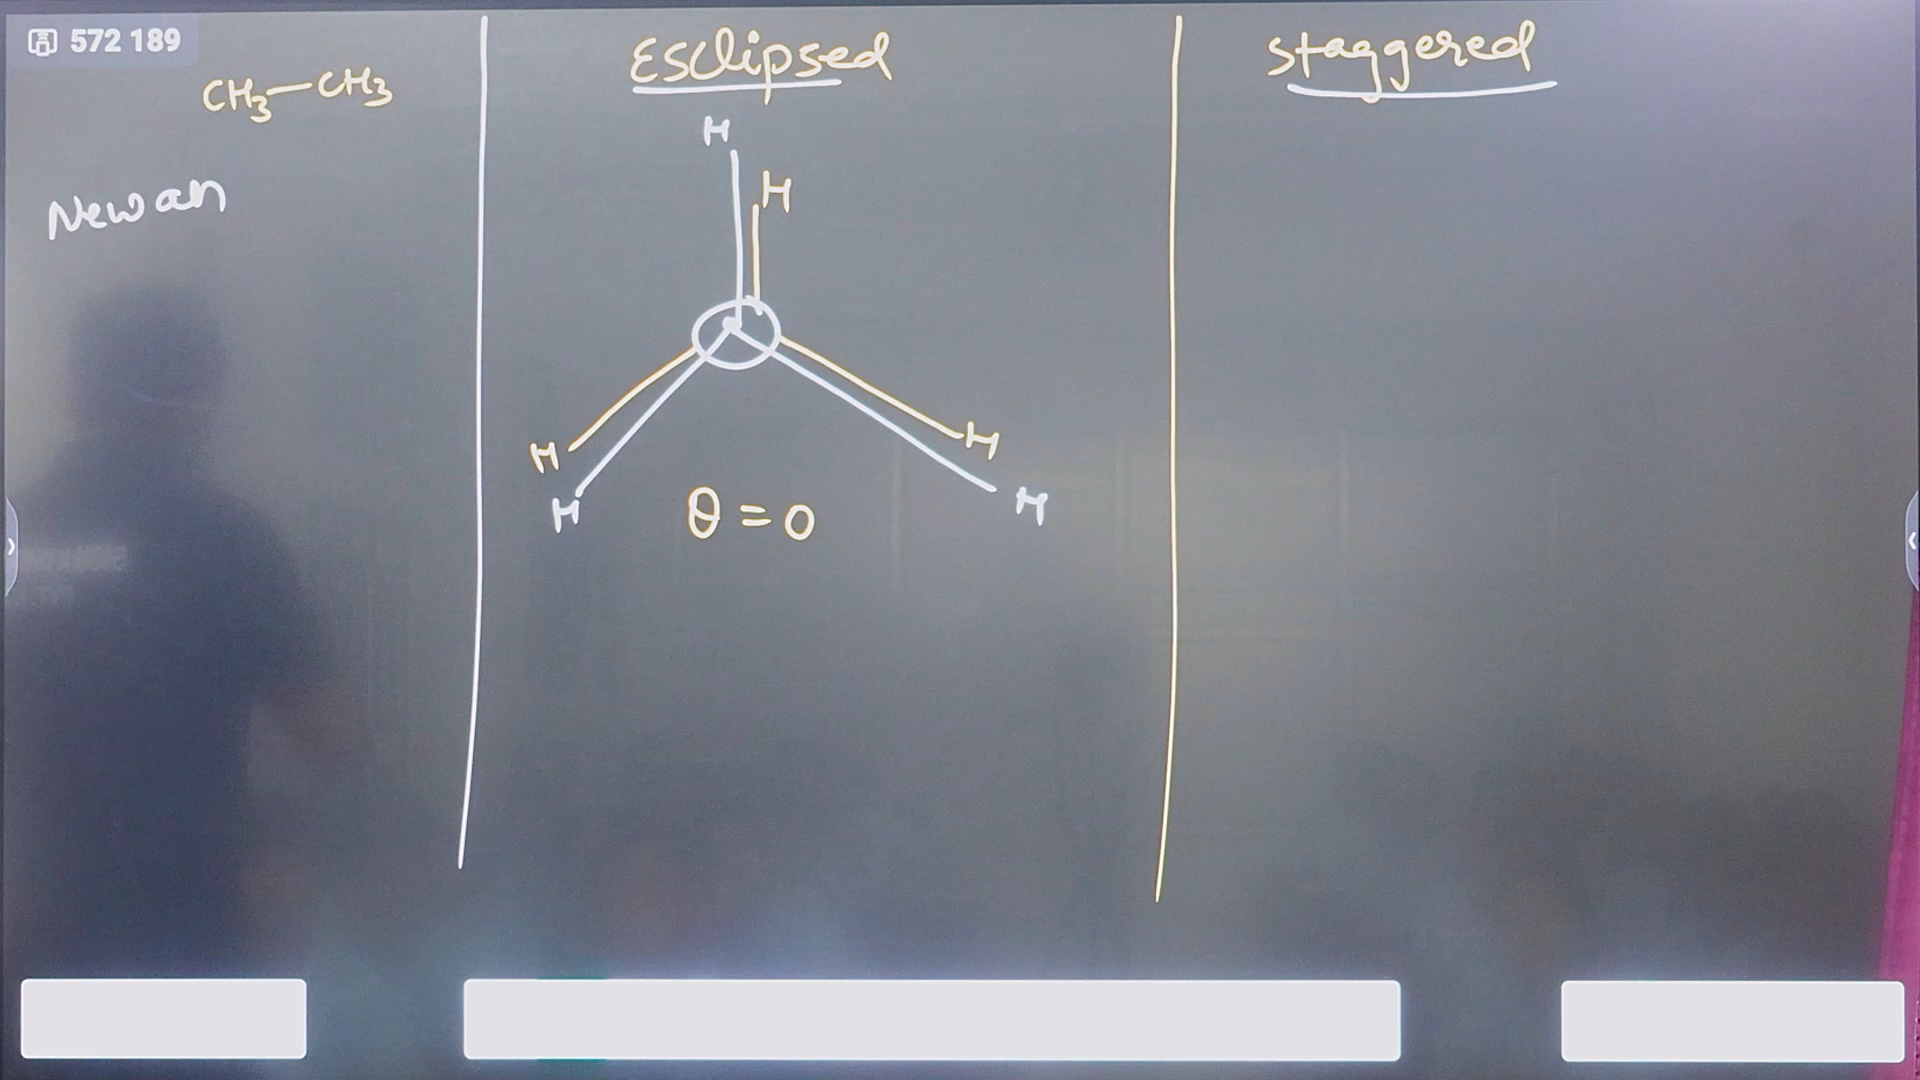 572 189
CH3-CH3
Newan
Esclipsed
H
H
H
H
H
H
θ = 0
Staggered